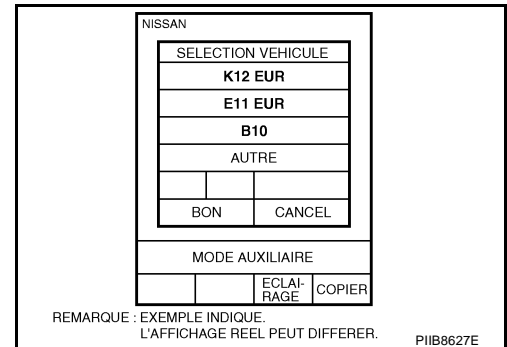 NISSAN
SELECTION VEHICULE
K12 EUR
E11 EUR
B10
AUTRE
BON CANCEL
MODE AUXILIAIRE
ECLAI-
RAGE COPIER
REMARQUE : EXEMPLE INDIQUE.
L'AFFICHAGE REEL PEUT DIFFERER.
PIIB8627E